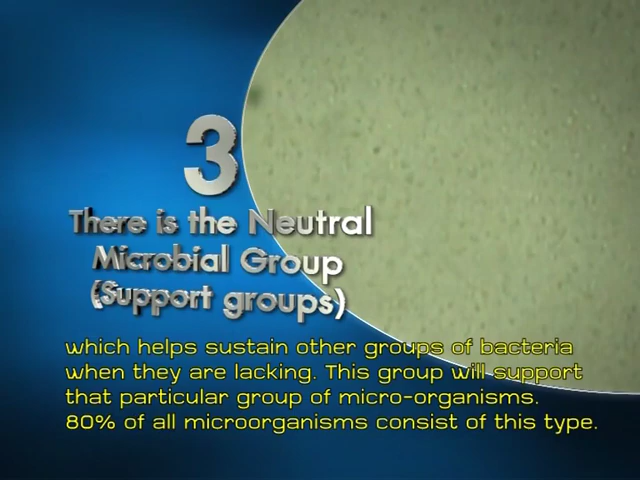 3
There is the Neutral
Microbial Group
(Support groups)
which helps sustain other groups of bacteria
when they are lacking. This group will support
that particular group of micro-organisms.
80% of all microorganisms consist of this type.